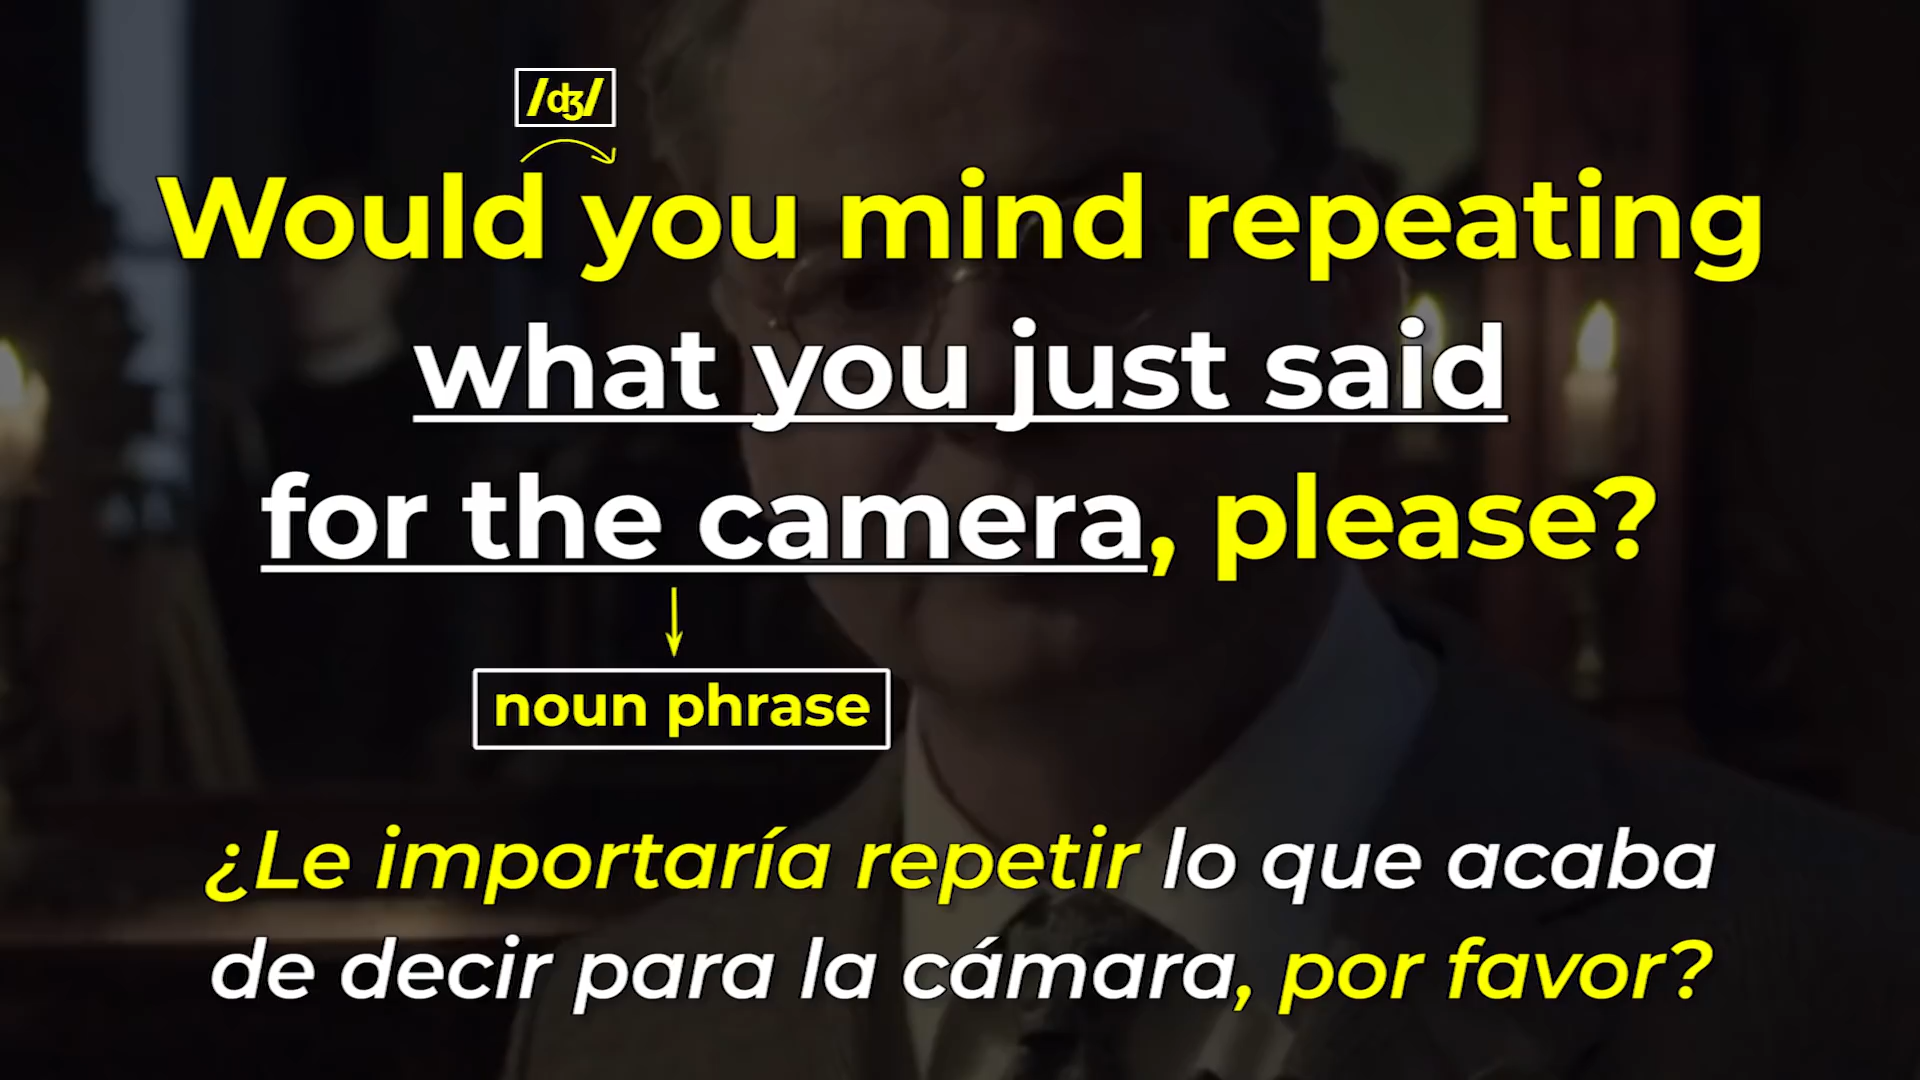 /ʤ/
Would you mind repeating
what you just said
for the camera, please?
noun phrase
¿Le importaría repetir lo que acaba
de decir para la cámara, por favor?